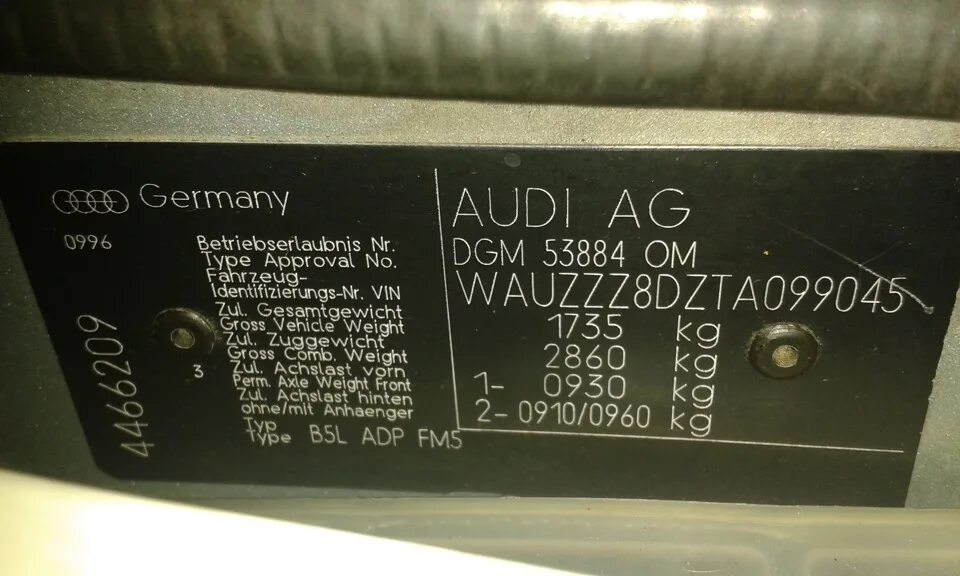 Germany
0996
Betriebserlaubnis Nr.
Type Approval No.
Fahrzeug-
Identifizierungs-Nr. VIN
Zul. Gesamtgewicht
Gross Vehicle Weight
Zul. Zuggewicht
Gross Comb. Weight
3 Zul. Achslast vorn
Perm. Axle Weight Front
Zul. Achslast hinten
ohne/mit Anhaenger
Typ
Type B5L ADP FM5
4466209
AUDI AG
DGM 53884 OM
WAUZZZ8DZTA099045
1735 kg
2860 kg
1- 0930 kg
2- 0910/0960 kg